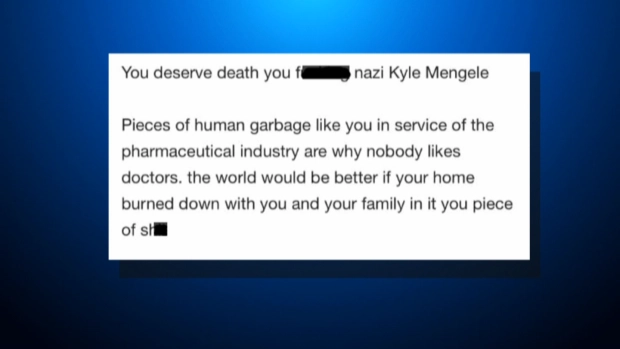 You deserve death you f g nazi Kyle Mengele
Pieces of human garbage like you in service of the
pharmaceutical industry are why nobody likes
doctors. the world would be better if your home
burned down with you and your family in it you piece
of sh